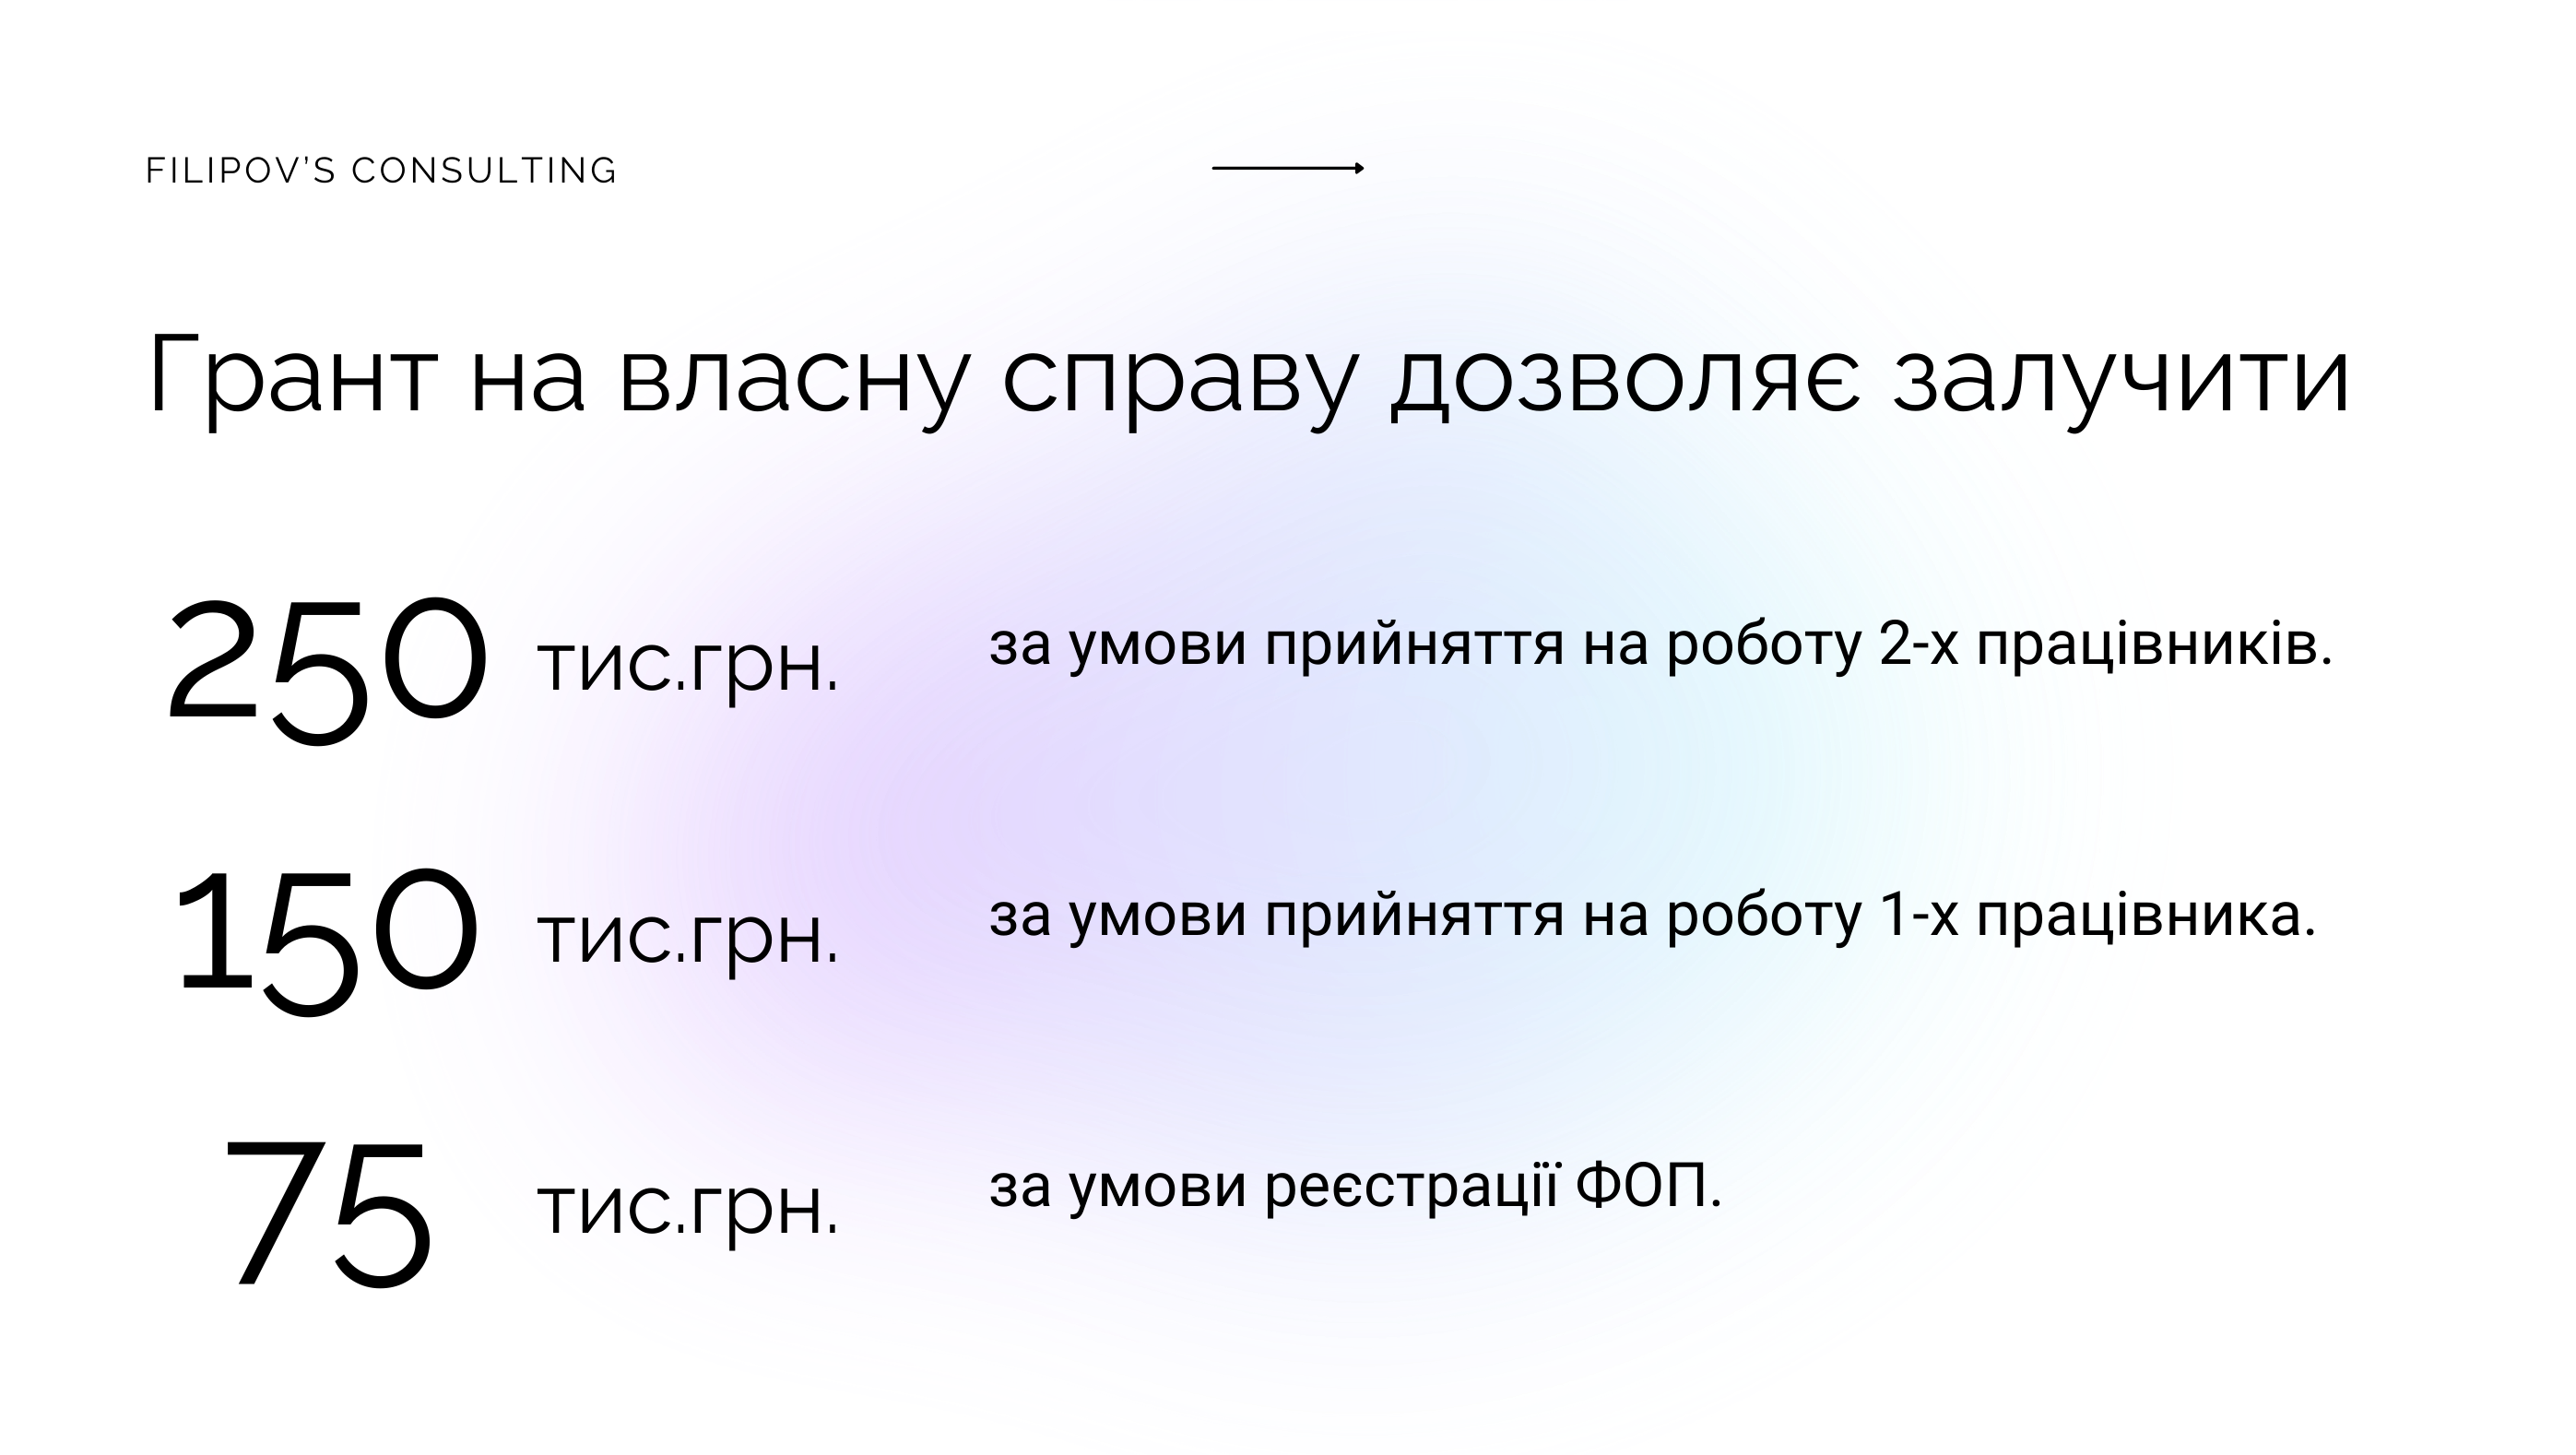 FILIPOV'S CONSULTING
Грант на власну справу дозволяє залучити
250 тис.грн. за умови прийняття на роботу 2-х працівників.
150 тис.грн. за умови прийняття на роботу 1-х працівника.
75 тис.грн. за умови реєстрації ФОП.